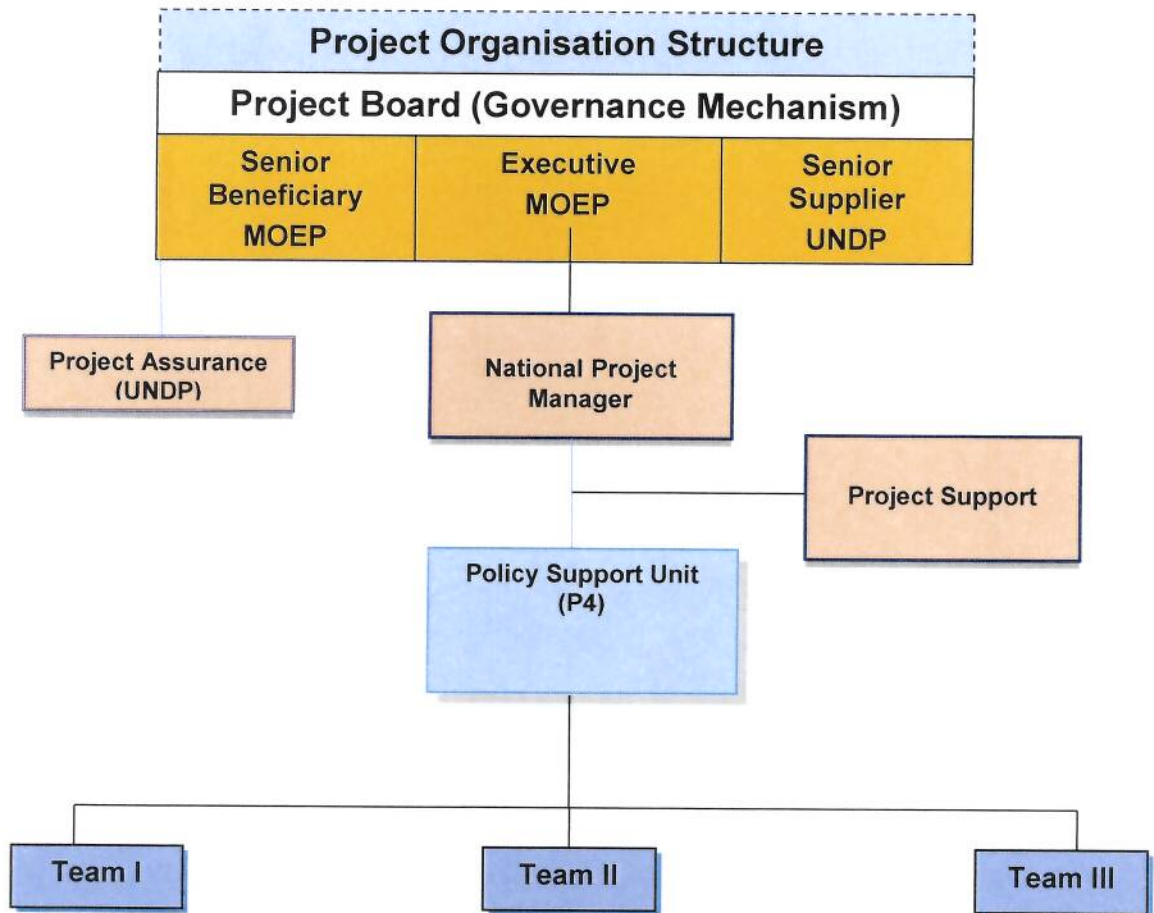 Project Organisation Structure
Project Board (Governance Mechanism)
Senior
Beneficiary
MOEP
Executive
MOEP
Senior
Supplier
UNDP
Project Assurance
(UNDP)
National Project
Manager
Project Support
Policy Support Unit
(P4)
Team I
Team II
Team III